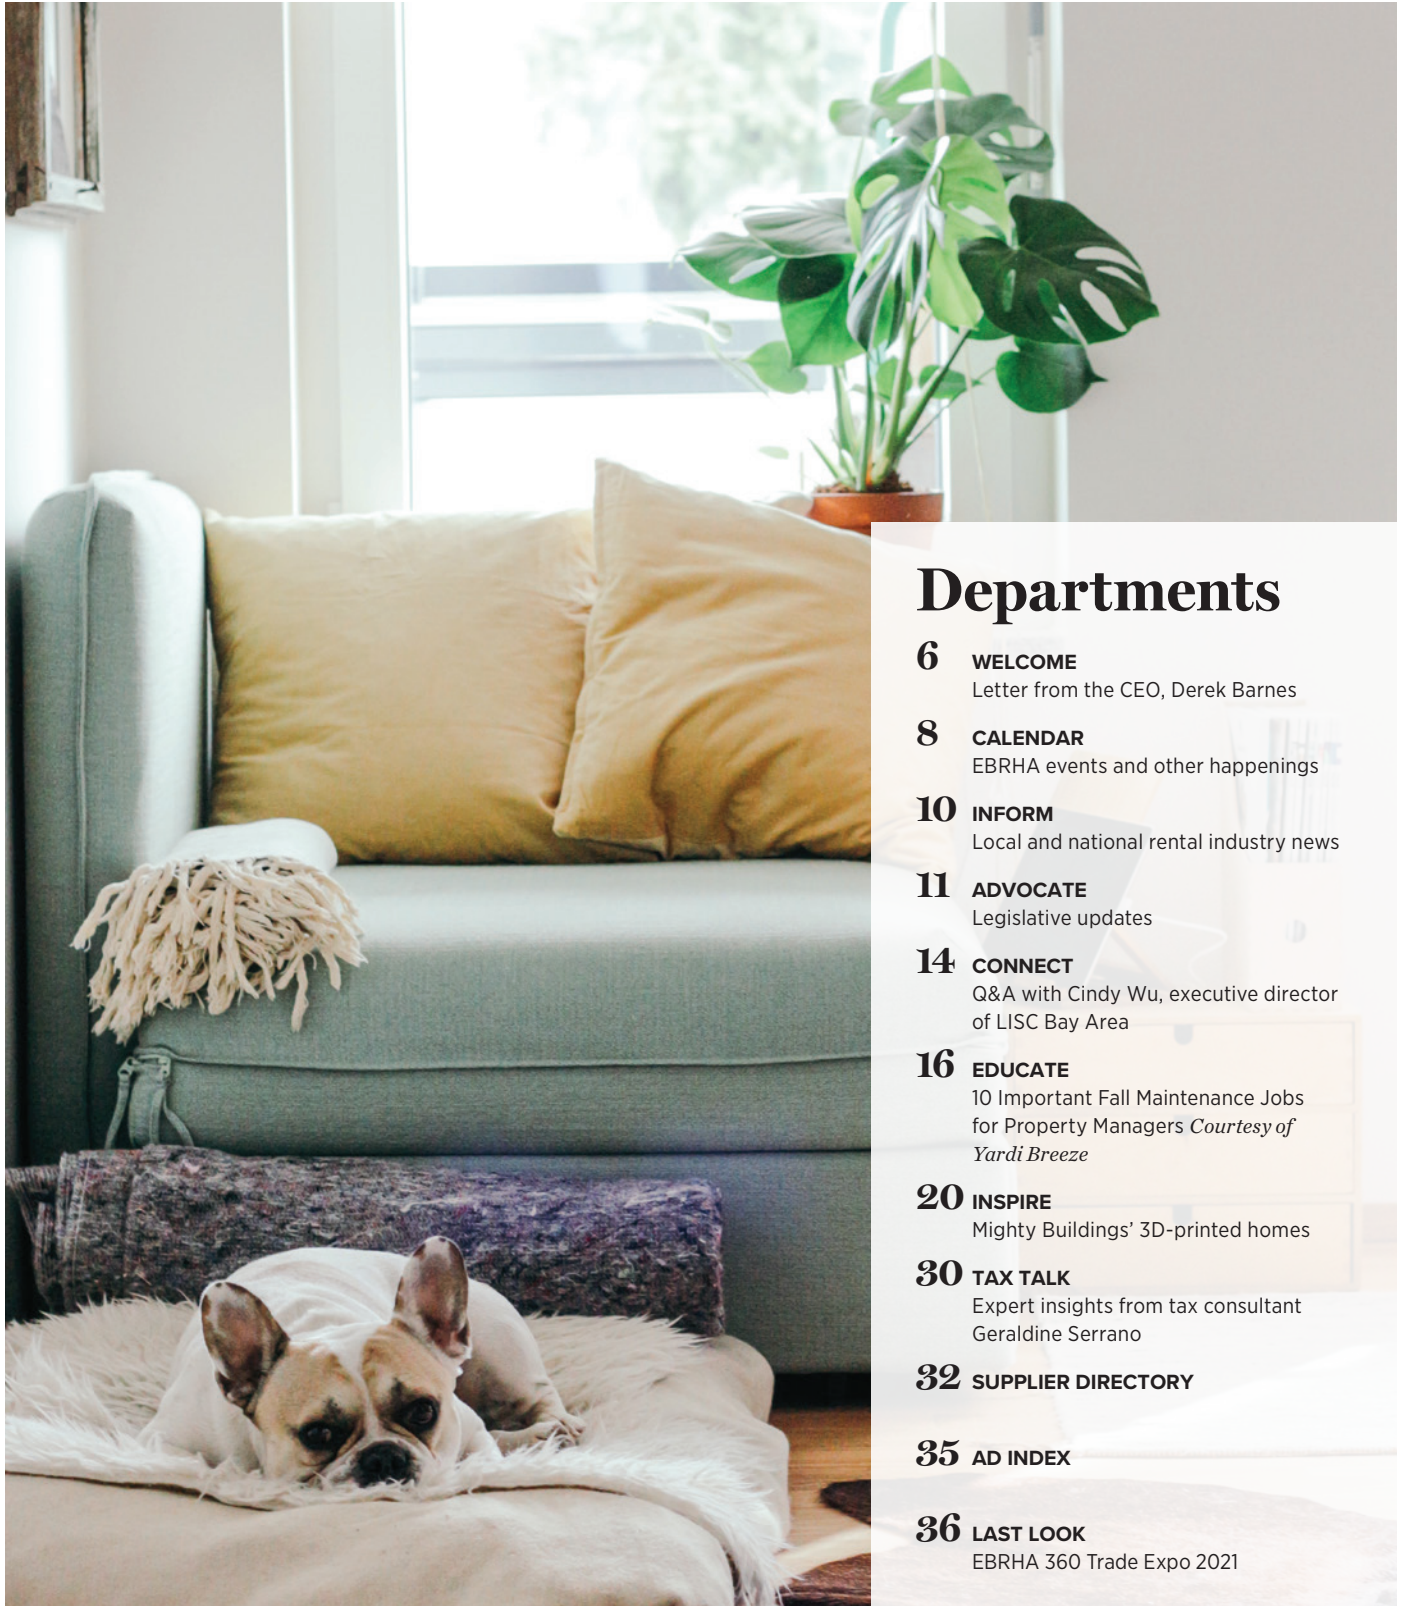 Departments
6 WELCOME
Letter from the CEO, Derek Barnes
8 CALENDAR
EBRHA events and other happenings
10 INFORM
Local and national rental industry news
11 ADVOCATE
Legislative updates
14 CONNECT
Q&A with Cindy Wu, executive director
of LISC Bay Area
16 EDUCATE
10 Important Fall Maintenance Jobs
for Property Managers Courtesy of
Yardi Breeze
20 INSPIRE
Mighty Buildings’ 3D-printed homes
30 TAX TALK
Expert insights from tax consultant
Geraldine Serrano
32 SUPPLIER DIRECTORY
35 AD INDEX
36 LAST LOOK
EBRHA 360 Trade Expo 2021